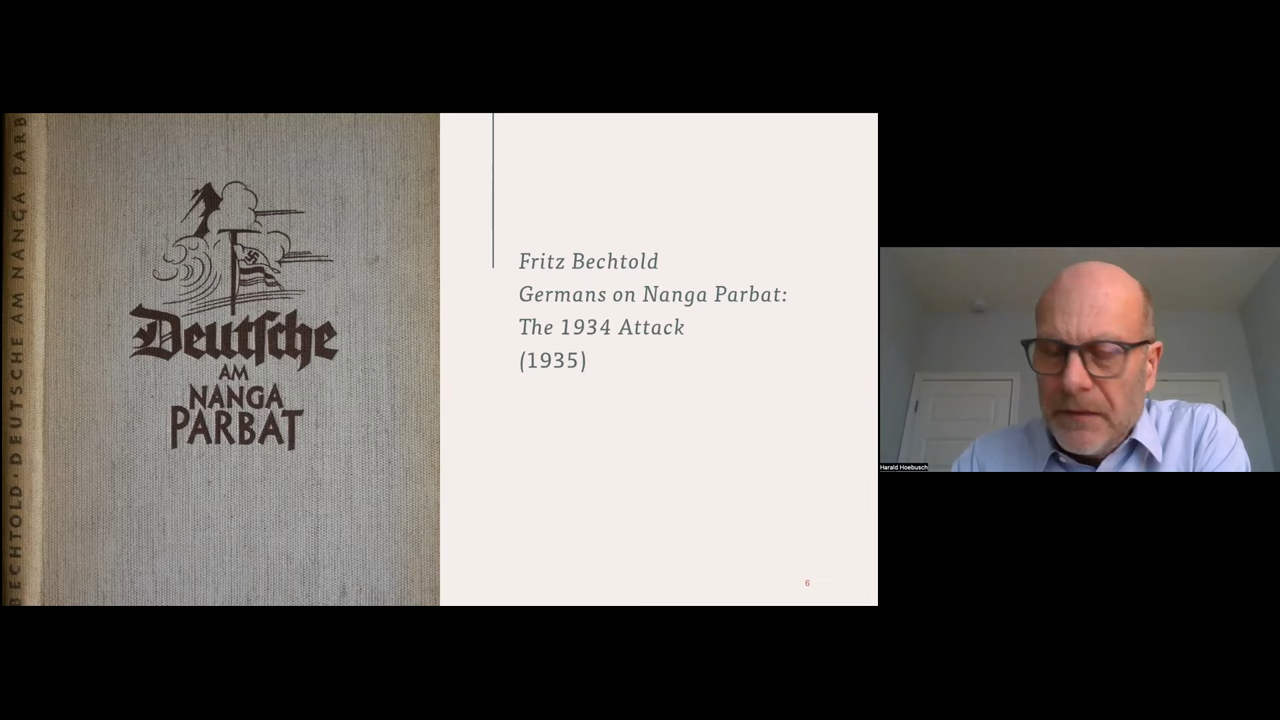 BECHTOLD · DEUTSCHE AM NANGA PARB
Deutſche
AM
NANGA
PARBAT
Fritz Bechtold
Germans on Nanga Parbat:
The 1934 Attack
(1935)
6
Harald Hoebusch